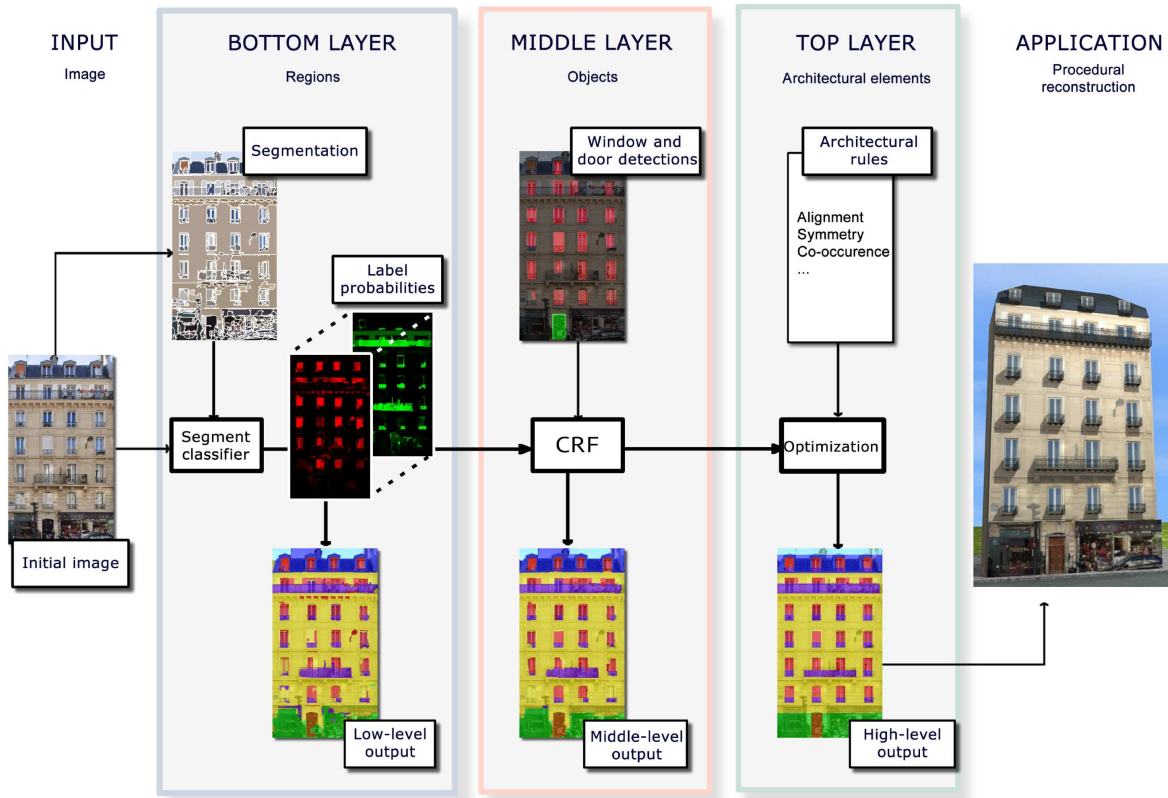 INPUT
Image
BOTTOM LAYER
Regions
MIDDLE LAYER
Objects
TOP LAYER
Architectural elements
APPLICATION
Procedural
reconstruction
Segmentation
Window and
door detections
Architectural
rules
Alignment
Symmetry
Co-occurence
...
Label
probabilities
Segment
classifier
CRF
Optimization
Initial image
Low-level
output
Middle-level
output
High-level
output